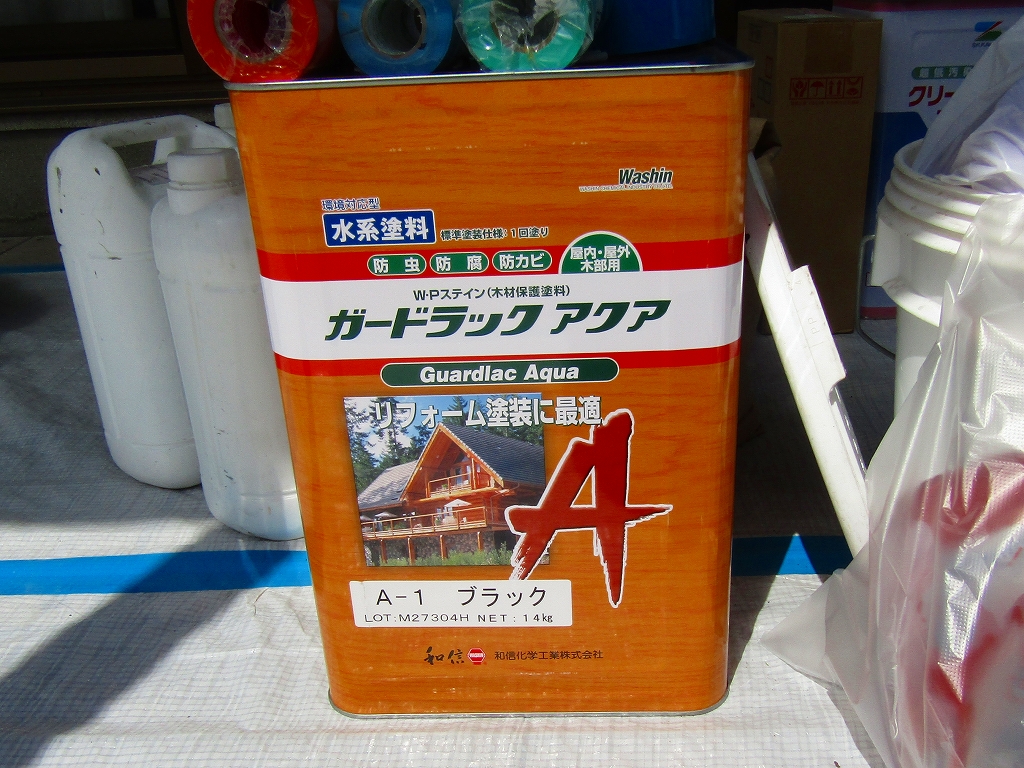 Washin
環境対応型
水系塗料
標準塗装仕様:1回塗り
防虫 防腐 防カビ
屋内・屋外
木部用
W・Pステイン(木材保護塗料)
ガードラック アクア
Guardlac Aqua
リフォーム塗装に最適
A
A-1 ブラック
LOT:M27304H NET:14kg
和信 和信化学工業株式会社
クリー